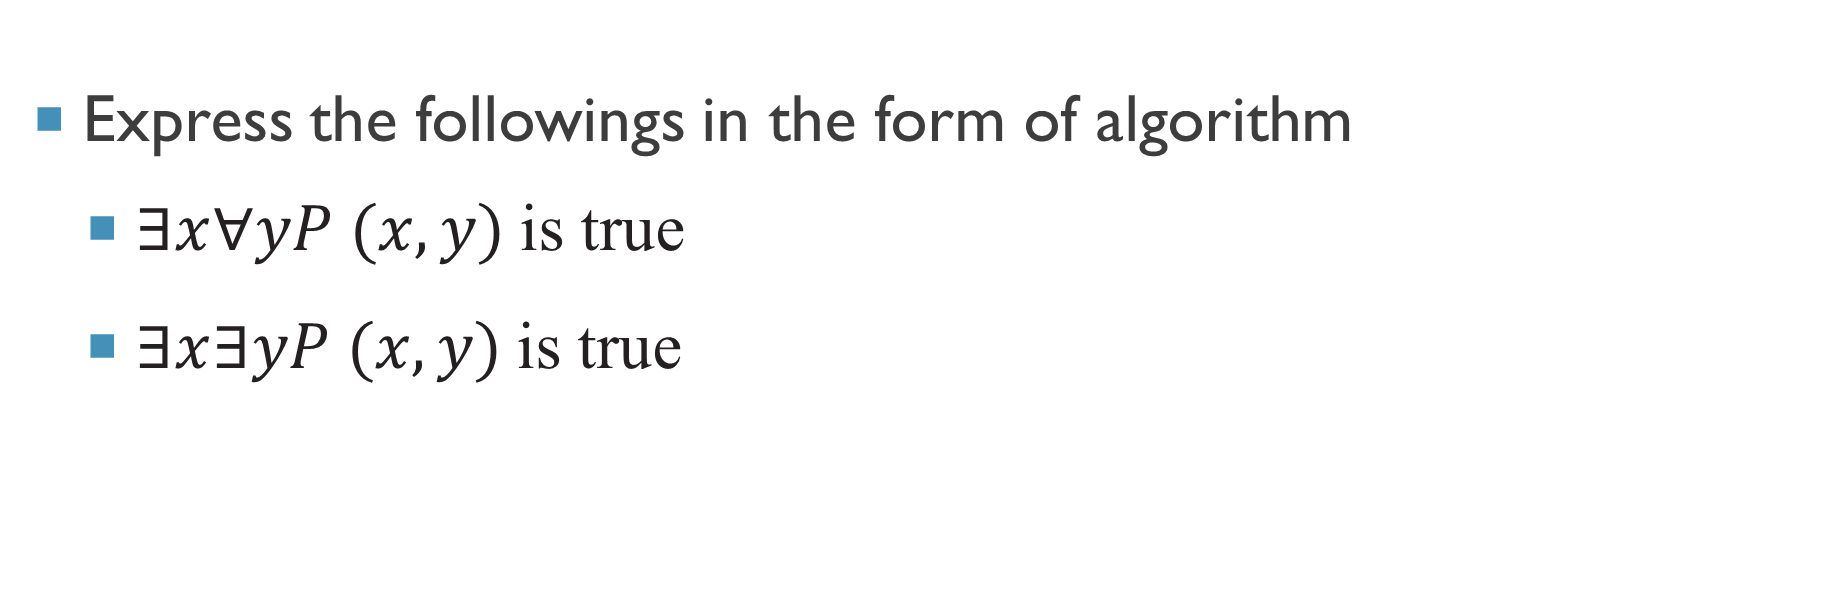 ▪ Express the followings in the form of algorithm
▪ ∃𝑥∀𝑦𝑃 (𝑥, 𝑦) is true
▪ ∃𝑥∃𝑦𝑃 (𝑥, 𝑦) is true